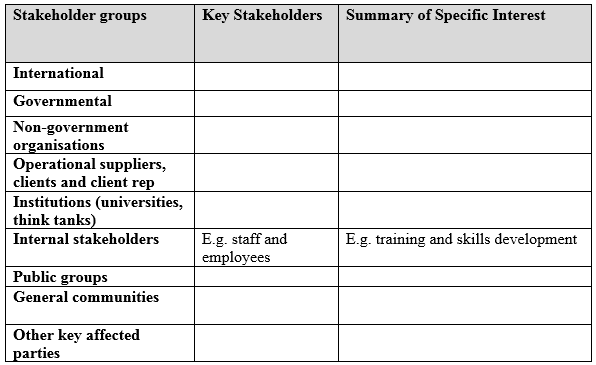 Stakeholder groups
Key Stakeholders
Summary of Specific Interest
International
Governmental
Non-government
organisations
Operational suppliers,
clients and client rep
Institutions (universities,
think tanks)
Internal stakeholders
E.g. staff and
employees
E.g. training and skills development
Public groups
General communities
Other key affected
parties